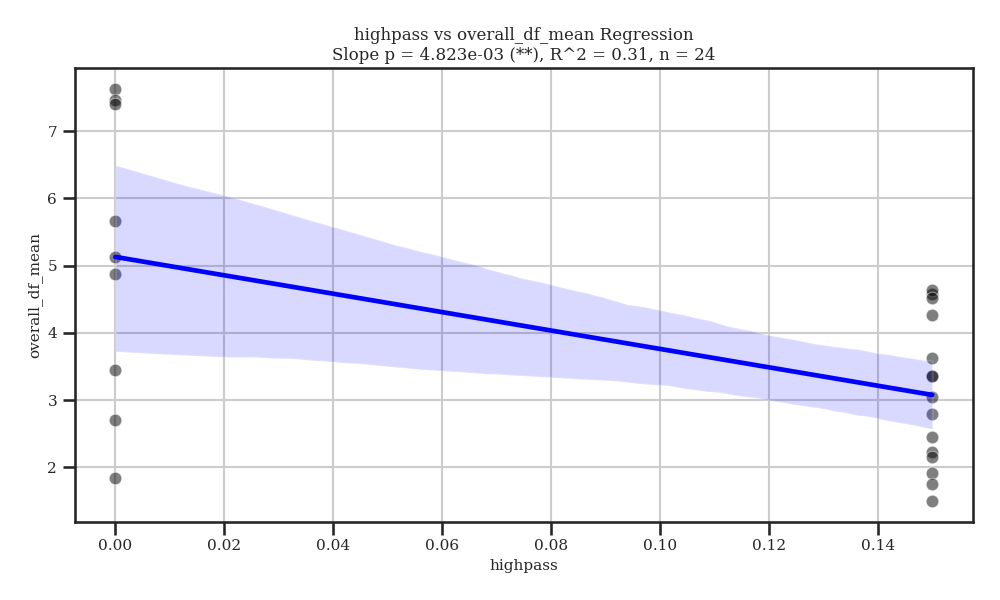 highpass vs overall_df_mean Regression
Slope p = 4.823e-03 (**), R^2 = 0.31, n = 24
overall_df_mean
7
6
5
4
3
2
0.00 0.02 0.04 0.06 0.08 0.10 0.12 0.14
highpass